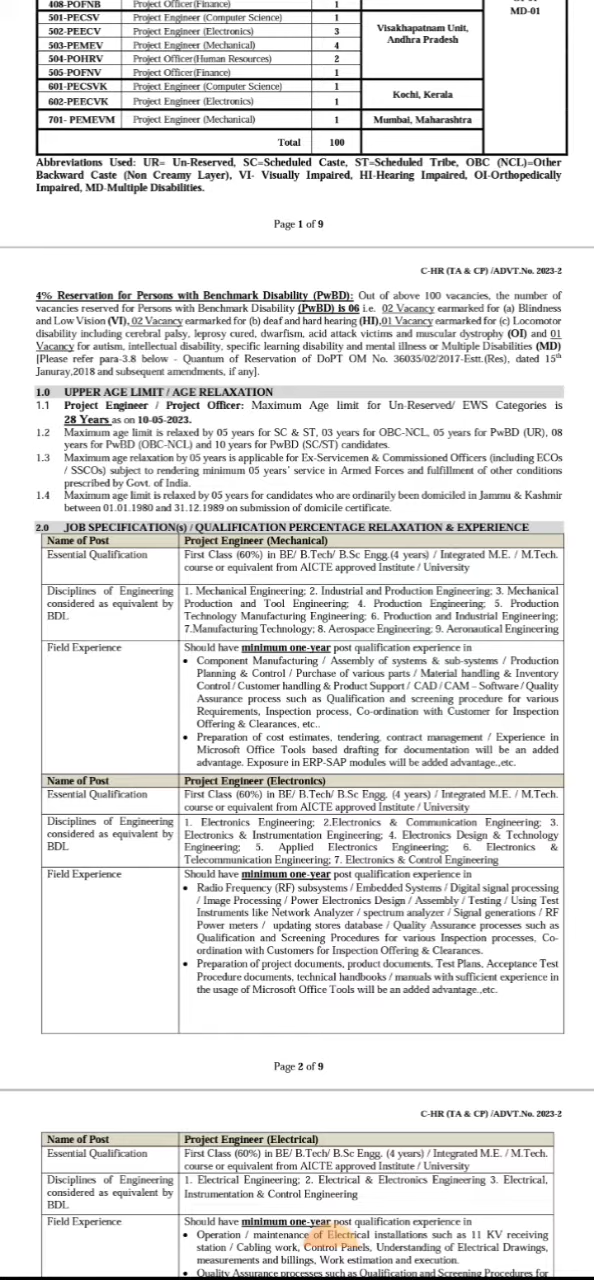 408-POFNB Project Officer(Finance) 1
501-PECSV Project Engineer (Computer Science) 1
502-PEECV Project Engineer (Electronics) 3
503-PEMEV Project Engineer (Mechanical) 4
504-POHRV Project Officer(Human Resources) 2
505-POFNV Project Officer(Finance) 1
Visakhapatnam Unit,
Andhra Pradesh
MD-01
601-PECSVK Project Engineer (Computer Science) 1
602-PEECVK Project Engineer (Electronics) 1
Kochi, Kerala
701- PEMEVM Project Engineer (Mechanical) 1 Mumbai, Maharashtra
Total 100
Abbreviations Used: UR= Un-Reserved, SC=Scheduled Caste, ST=Scheduled Tribe, OBC (NCL)=Other
Backward Caste (Non Creamy Layer), VI- Visually Impaired, HI-Hearing Impaired, OI-Orthopedically
Impaired, MD-Multiple Disabilities.
Page 1 of 9
C-HR (TA & CP) /ADVT.No. 2023-2
4% Reservation for Persons with Benchmark Disability (PwBD): Out of above 100 vacancies, the number of
vacancies reserved for Persons with Benchmark Disability (PwBD) is 06 i.e. 02 Vacancy earmarked for (a) Blindness
and Low Vision (VI), 02 Vacancy earmarked for (b) deaf and hard hearing (HI),01 Vacancy earmarked for (c) Locomotor
disability including cerebral palsy, leprosy cured, dwarfism, acid attack victims and muscular dystrophy (OI) and 01
Vacancy for autism, intellectual disability, specific learning disability and mental illness or Multiple Disabilities (MD)
[Please refer para-3.8 below - Quantum of Reservation of DoPT OM No. 36035/02/2017-Estt.(Res), dated 15th
Januray,2018 and subsequent amendments, if any].
1.0 UPPER AGE LIMIT / AGE RELAXATION
1.1 Project Engineer / Project Officer: Maximum Age limit for Un-Reserved/ EWS Categories is
28 Years as on 10-05-2023.
1.2 Maximum age limit is relaxed by 05 years for SC & ST, 03 years for OBC-NCL, 05 years for PwBD (UR), 08
years for PwBD (OBC-NCL) and 10 years for PwBD (SC/ST) candidates.
1.3 Maximum age relaxation by 05 years is applicable for Ex-Servicemen & Commissioned Officers (including ECOs
/ SSCOs) subject to rendering minimum 05 years' service in Armed Forces and fulfillment of other conditions
prescribed by Govt. of India.
1.4 Maximum age limit is relaxed by 05 years for candidates who are ordinarily been domiciled in Jammu & Kashmir
between 01.01.1980 and 31.12.1989 on submission of domicile certificate.
2.0 JOB SPECIFICATION(s) / QUALIFICATION PERCENTAGE RELAXATION & EXPERIENCE
Name of Post Project Engineer (Mechanical)
Essential Qualification First Class (60%) in BE/ B.Tech/ B.Sc Engg.(4 years) / Integrated M.E. / M.Tech.
course or equivalent from AICTE approved Institute / University
Disciplines of Engineering 1. Mechanical Engineering; 2. Industrial and Production Engineering; 3. Mechanical
considered as equivalent by Production and Tool Engineering; 4. Production Engineering; 5. Production
BDL Technology Manufacturing Engineering; 6. Production and Industrial Engineering;
7.Manufacturing Technology; 8. Aerospace Engineering; 9. Aeronautical Engineering
Field Experience Should have minimum one-year post qualification experience in
• Component Manufacturing / Assembly of systems & sub-systems / Production
Planning & Control / Purchase of various parts / Material handling & Inventory
Control / Customer handling & Product Support / CAD / CAM – Software / Quality
Assurance process such as Qualification and screening procedure for various
Requirements, Inspection process, Co-ordination with Customer for Inspection
Offering & Clearances, etc..
• Preparation of cost estimates, tendering, contract management / Experience in
Microsoft Office Tools based drafting for documentation will be an added
advantage. Exposure in ERP-SAP modules will be added advantage.,etc.
Name of Post Project Engineer (Electronics)
Essential Qualification First Class (60%) in BE/ B.Tech/ B.Sc Engg. (4 years) / Integrated M.E. / M.Tech.
course or equivalent from AICTE approved Institute / University
Disciplines of Engineering 1. Electronics Engineering; 2.Electronics & Communication Engineering; 3.
considered as equivalent by Electronics & Instrumentation Engineering; 4. Electronics Design & Technology
BDL Engineering; 5. Applied Electronics Engineering; 6. Electronics &
Telecommunication Engineering; 7. Electronics & Control Engineering
Field Experience Should have minimum one-year post qualification experience in
• Radio Frequency (RF) subsystems / Embedded Systems / Digital signal processing
/ Image Processing / Power Electronics Design / Assembly / Testing / Using Test
Instruments like Network Analyzer / spectrum analyzer / Signal generations / RF
Power meters / updating stores database / Quality Assurance processes such as
Qualification and Screening Procedures for various Inspection processes, Co-
ordination with Customers for Inspection Offering & Clearances.
• Preparation of project documents, product documents, Test Plans, Acceptance Test
Procedure documents, technical handbooks / manuals with sufficient experience in
the usage of Microsoft Office Tools will be an added advantage.,etc.
Page 2 of 9
C-HR (TA & CP) /ADVT.No. 2023-2
Name of Post Project Engineer (Electrical)
Essential Qualification First Class (60%) in BE/ B.Tech/ B.Sc Engg. (4 years) / Integrated M.E. / M.Tech.
course or equivalent from AICTE approved Institute / University
Disciplines of Engineering 1. Electrical Engineering; 2. Electrical & Electronics Engineering 3. Electrical,
considered as equivalent by Instrumentation & Control Engineering
BDL
Field Experience Should have minimum one-year post qualification experience in
• Operation / maintenance of Electrical installations such as 11 KV receiving
station / Cabling work, Control Panels, Understanding of Electrical Drawings,
measurements and billings, Work estimation and execution.
• Quality Assurance processes such as Qualification and Screening Procedures for